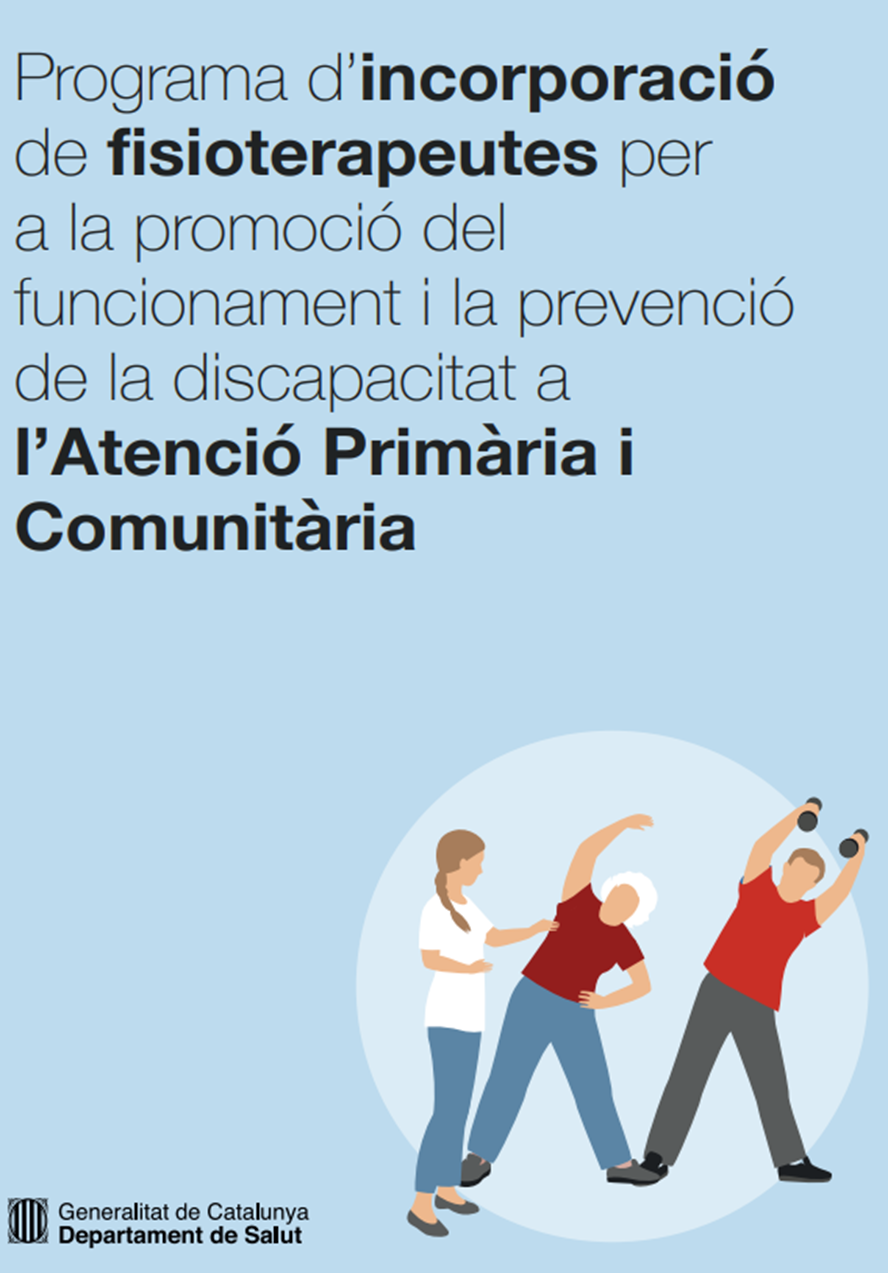 Programa d’incorporació
de fisioterapeutes per
a la promoció del
funcionament i la prevenció
de la discapacitat a
l’Atenció Primària i
Comunitària
Generalitat de Catalunya
Departament de Salut